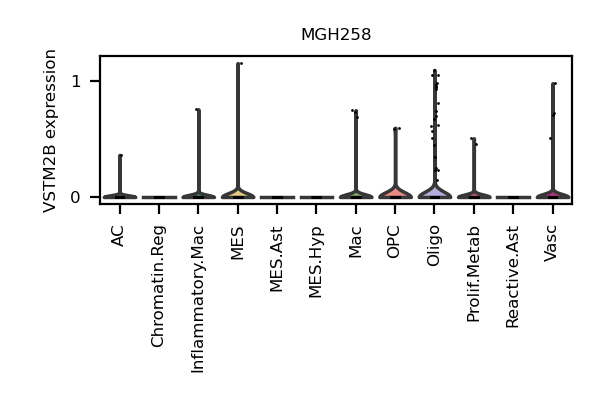 MGH258
VSTM2B expression
1
0
AC
Chromatin.Reg
Inflammatory.Mac
MES
MES.Ast
MES.Hyp
Mac
OPC
Oligo
Prolif.Metab
Reactive.Ast
Vasc